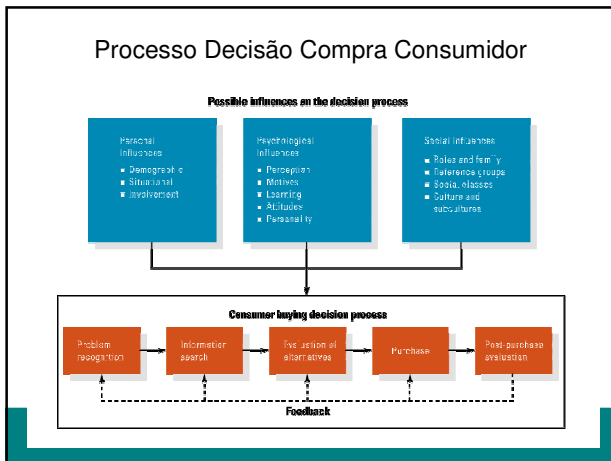 Processo Decisão Compra Consumidor
Possible influences on the decision process
Personal
influences
Demographic
Situational
Involvement
Psychological
influences
Perception
Motives
Learning
Attitudes
Personality
Social influences
Roles and family
Reference groups
Social classes
Culture and
subcultures
Consumer buying decision process
Problem
recognition
Information
search
Evaluation of
alternatives
Purchase
Post-purchase
evaluation
Feedback